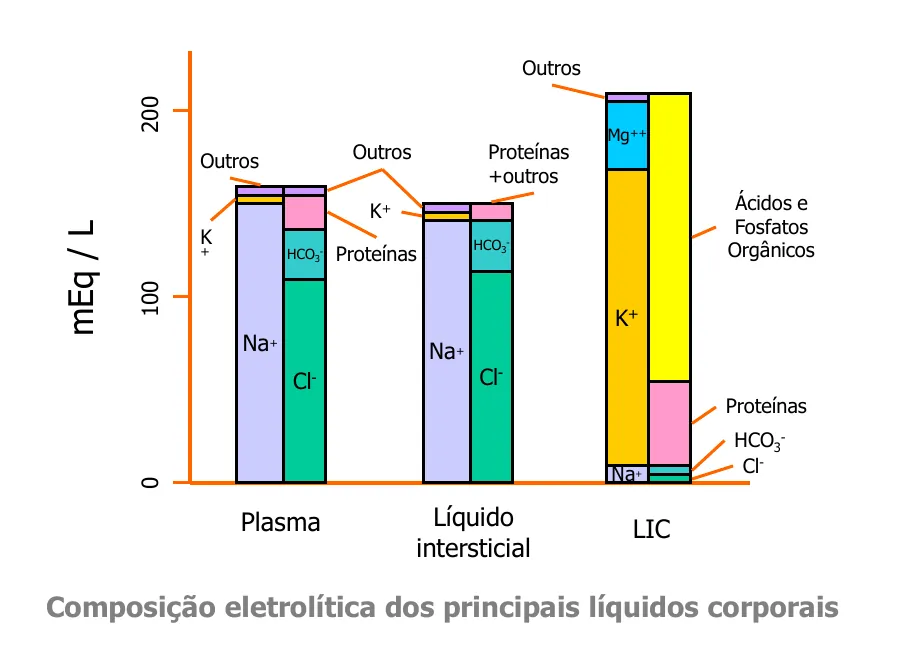 Outros
Mg++
200
Outros
Outros
Proteínas
+outros
K+
K
+
Proteínas
HCO3-
HCO3-
Ácidos e
Fosfatos
Orgânicos
mEq / L
100
Na+
Cl-
Na+
Cl-
K+
Proteínas
HCO3-
Cl-
Na+
0
Plasma
Líquido
intersticial
LIC
Composição eletrolítica dos principais líquidos corporais